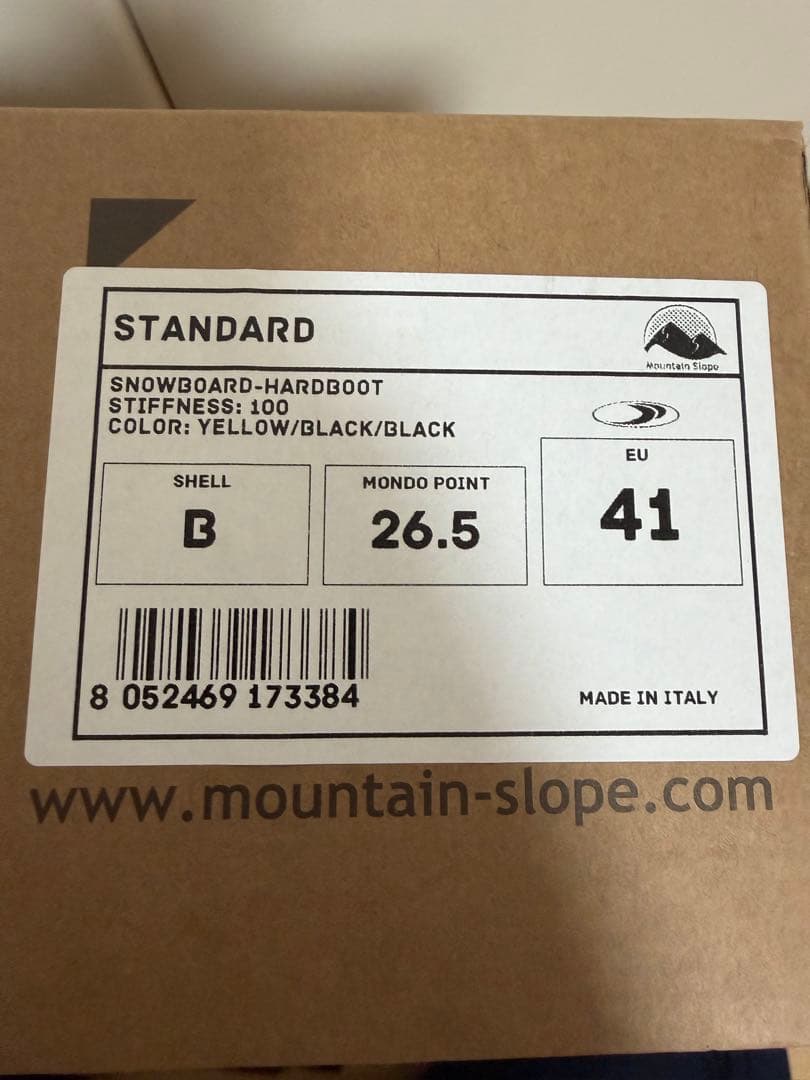 STANDARD
Mountain Slope
SNOWBOARD-HARDBOOT
STIFFNESS: 100
COLOR: YELLOW/BLACK/BLACK
SHELL
B
MONDO POINT
26.5
EU
41
8 052469 173384
MADE IN ITALY
www.mountain-slope.com